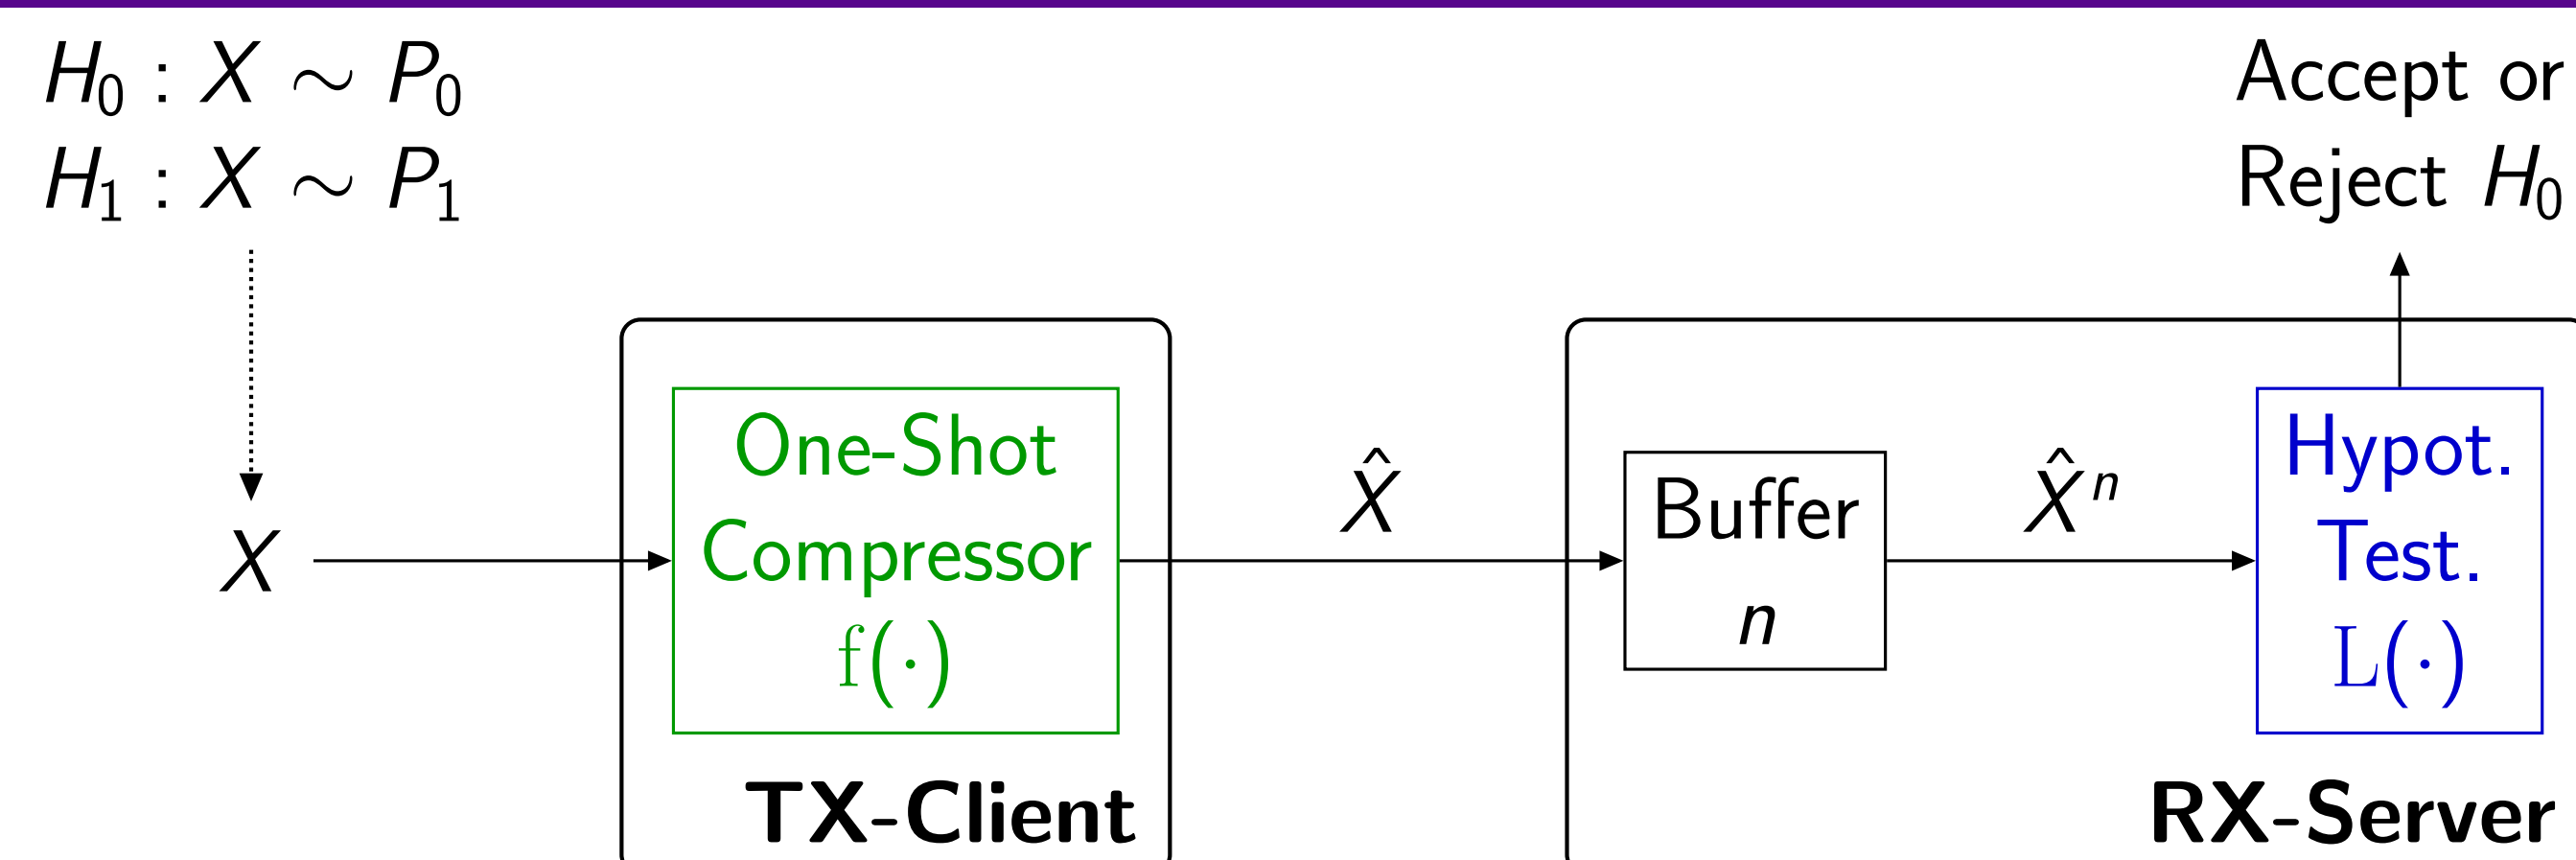 H₀ : X ∼ P₀
H₁ : X ∼ P₁
Accept or
Reject H₀
X
One-Shot
Compressor
f(·)
TX-Client
X̂
Buffer
n
X̂ⁿ
Hypot.
Test.
L(·)
RX-Server